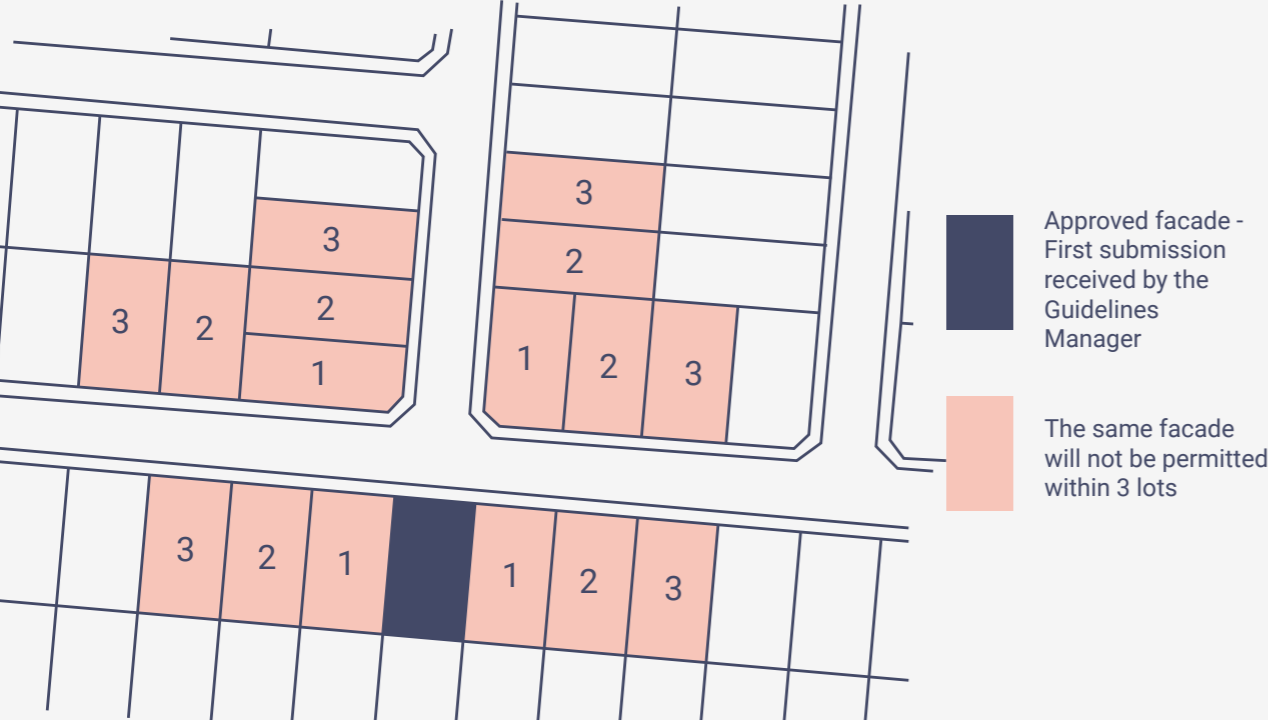 3
3
2
2
3
2
1
1
2
3
3
2
1
1
2
3
Approved facade -
First submission
received by the
Guidelines
Manager
The same facade
will not be permitted
within 3 lots